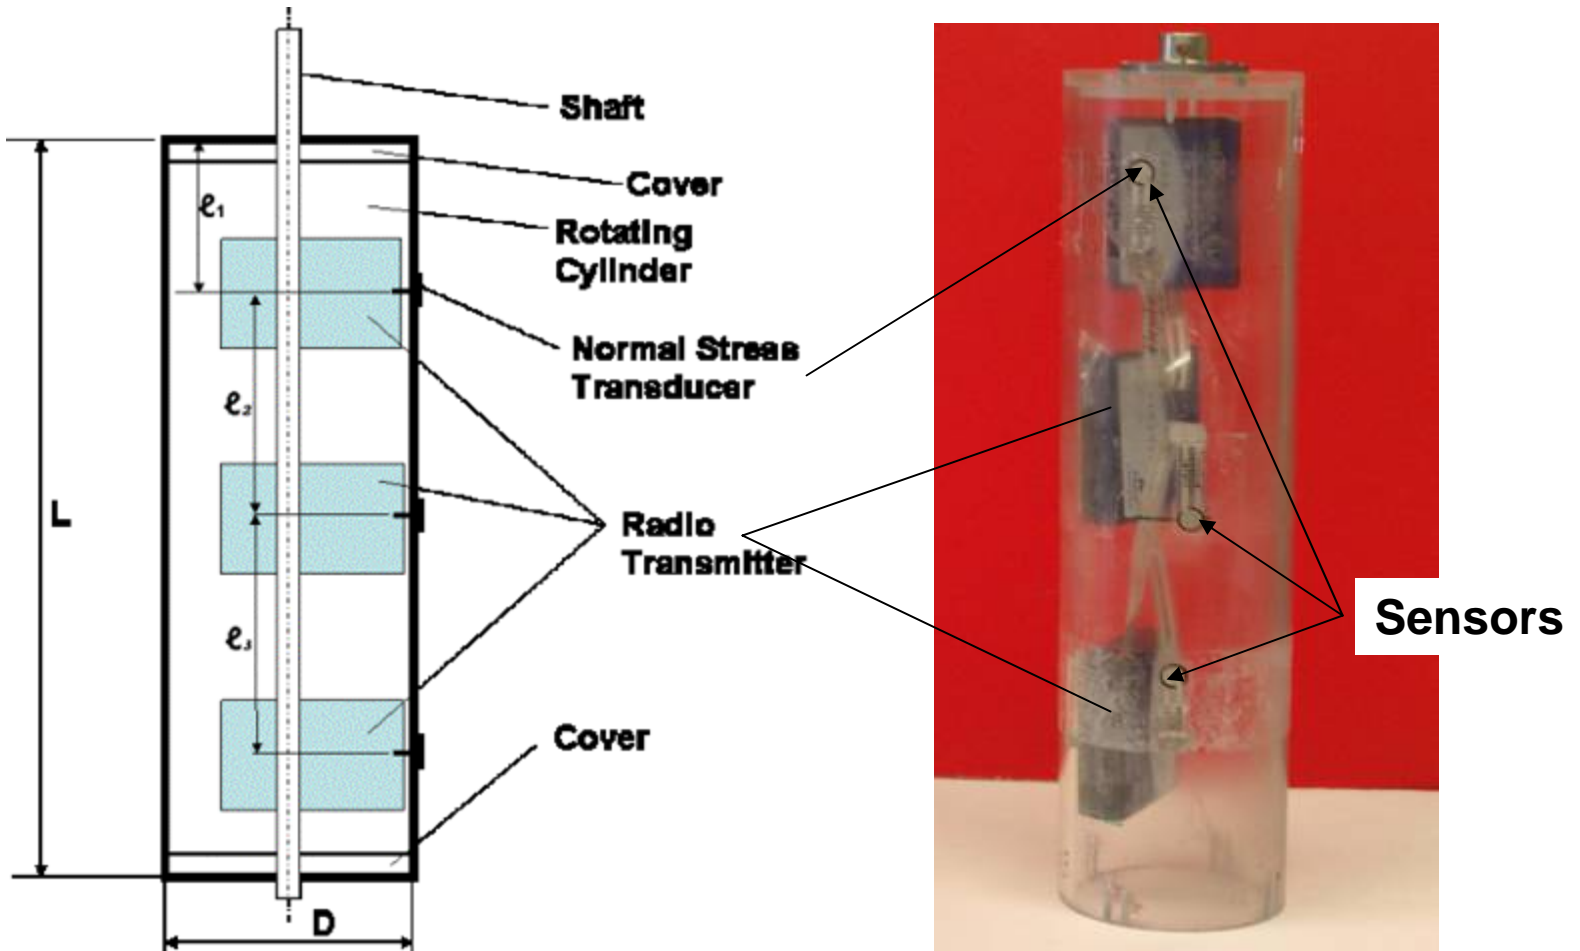 Shaft
Cover
ℓ1
Rotating
Cylinder
Normal Stress
Transducer
ℓ2
L
Radio
Transmitter
Sensors
ℓ3
Cover
D